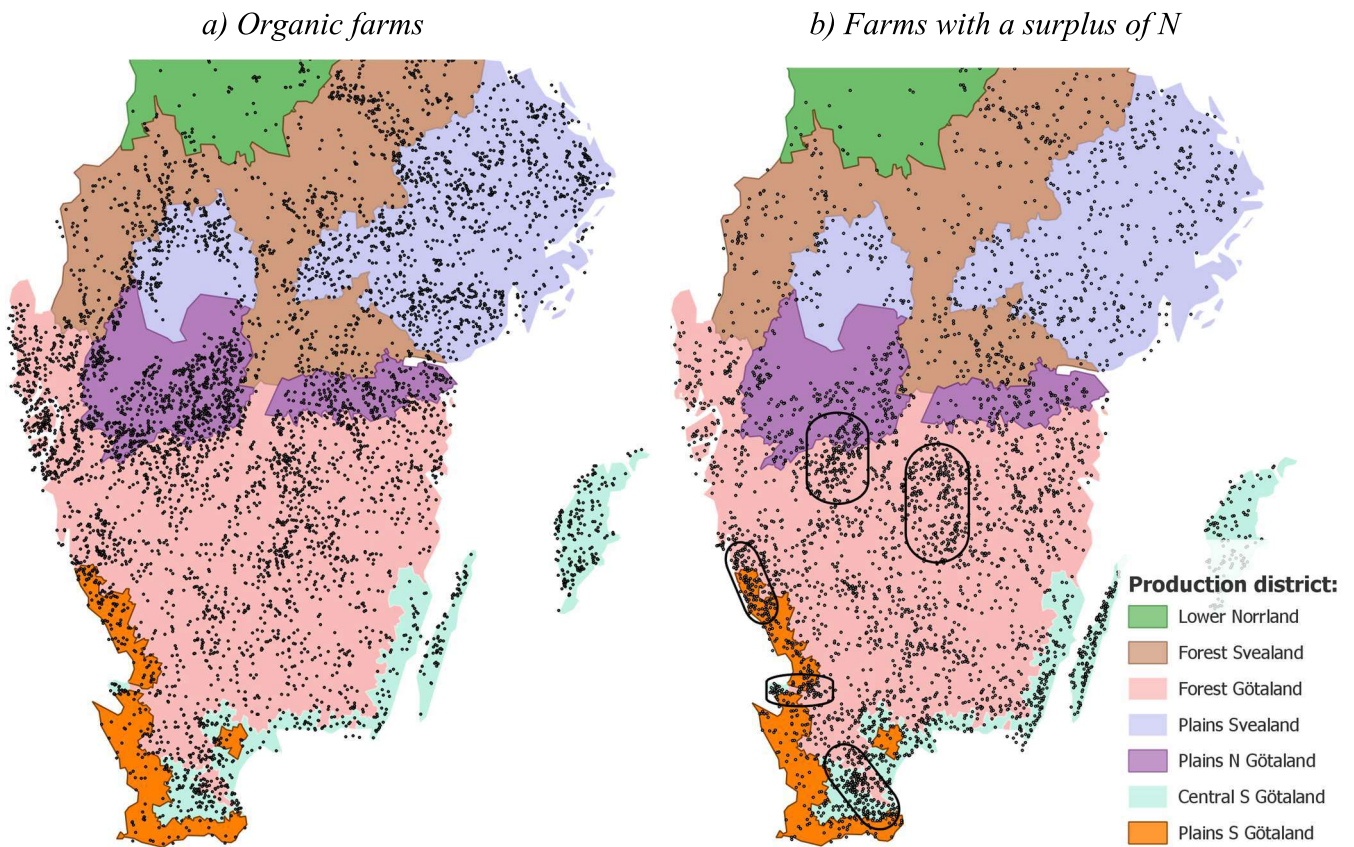 a) Organic farms
b) Farms with a surplus of N
Production district:
Lower Norrland
Forest Svealand
Forest Götaland
Plains Svealand
Plains N Götaland
Central S Götaland
Plains S Götaland